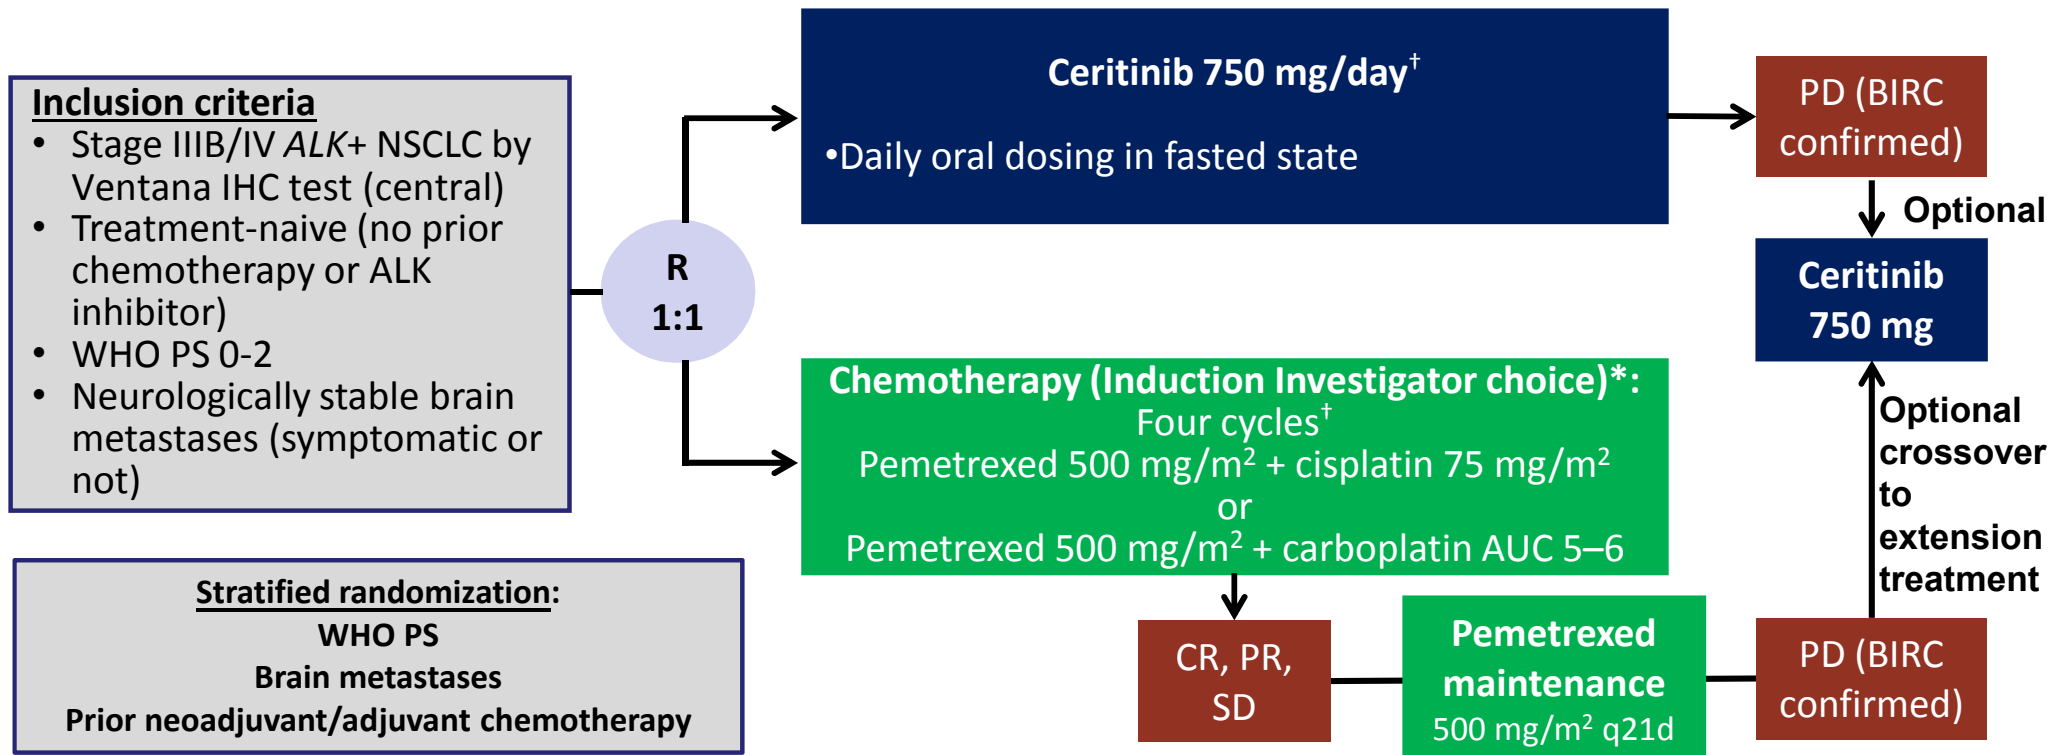 Inclusion criteria
• Stage IIIB/IV ALK+ NSCLC by
Ventana IHC test (central)
• Treatment-naive (no prior
chemotherapy or ALK
inhibitor)
• WHO PS 0-2
• Neurologically stable brain
metastases (symptomatic or
not)
Stratified randomization:
WHO PS
Brain metastases
Prior neoadjuvant/adjuvant chemotherapy
R
1:1
Ceritinib 750 mg/day†
•Daily oral dosing in fasted state
PD (BIRC
confirmed)
Optional
Ceritinib
750 mg
Chemotherapy (Induction Investigator choice)*:
Four cycles†
Pemetrexed 500 mg/m² + cisplatin 75 mg/m²
or
Pemetrexed 500 mg/m² + carboplatin AUC 5–6
CR, PR,
SD
Pemetrexed
maintenance
500 mg/m² q21d
PD (BIRC
confirmed)
Optional
crossover
to
extension
treatment